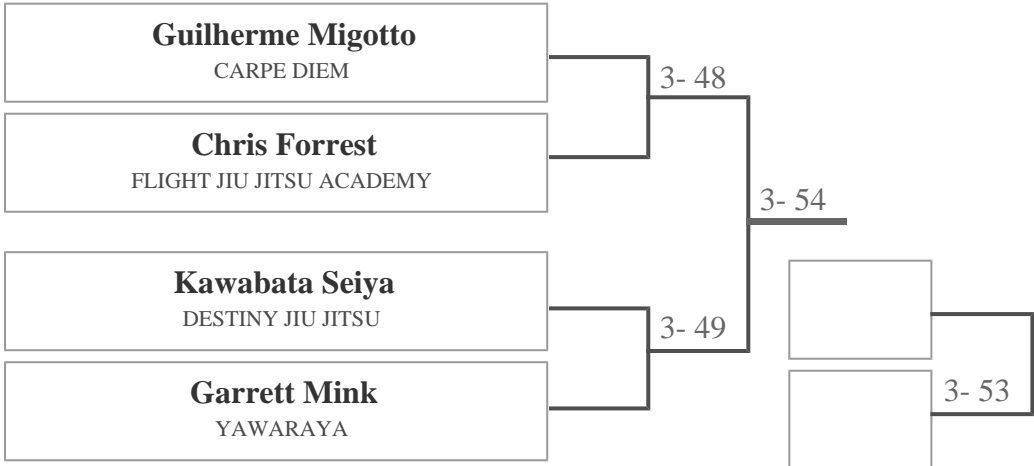 Guilherme Migotto
CARPE DIEM
3- 48
Chris Forrest
FLIGHT JIU JITSU ACADEMY
3- 54
Kawabata Seiya
DESTINY JIU JITSU
3- 49
Garrett Mink
YAWARAYA
3- 53